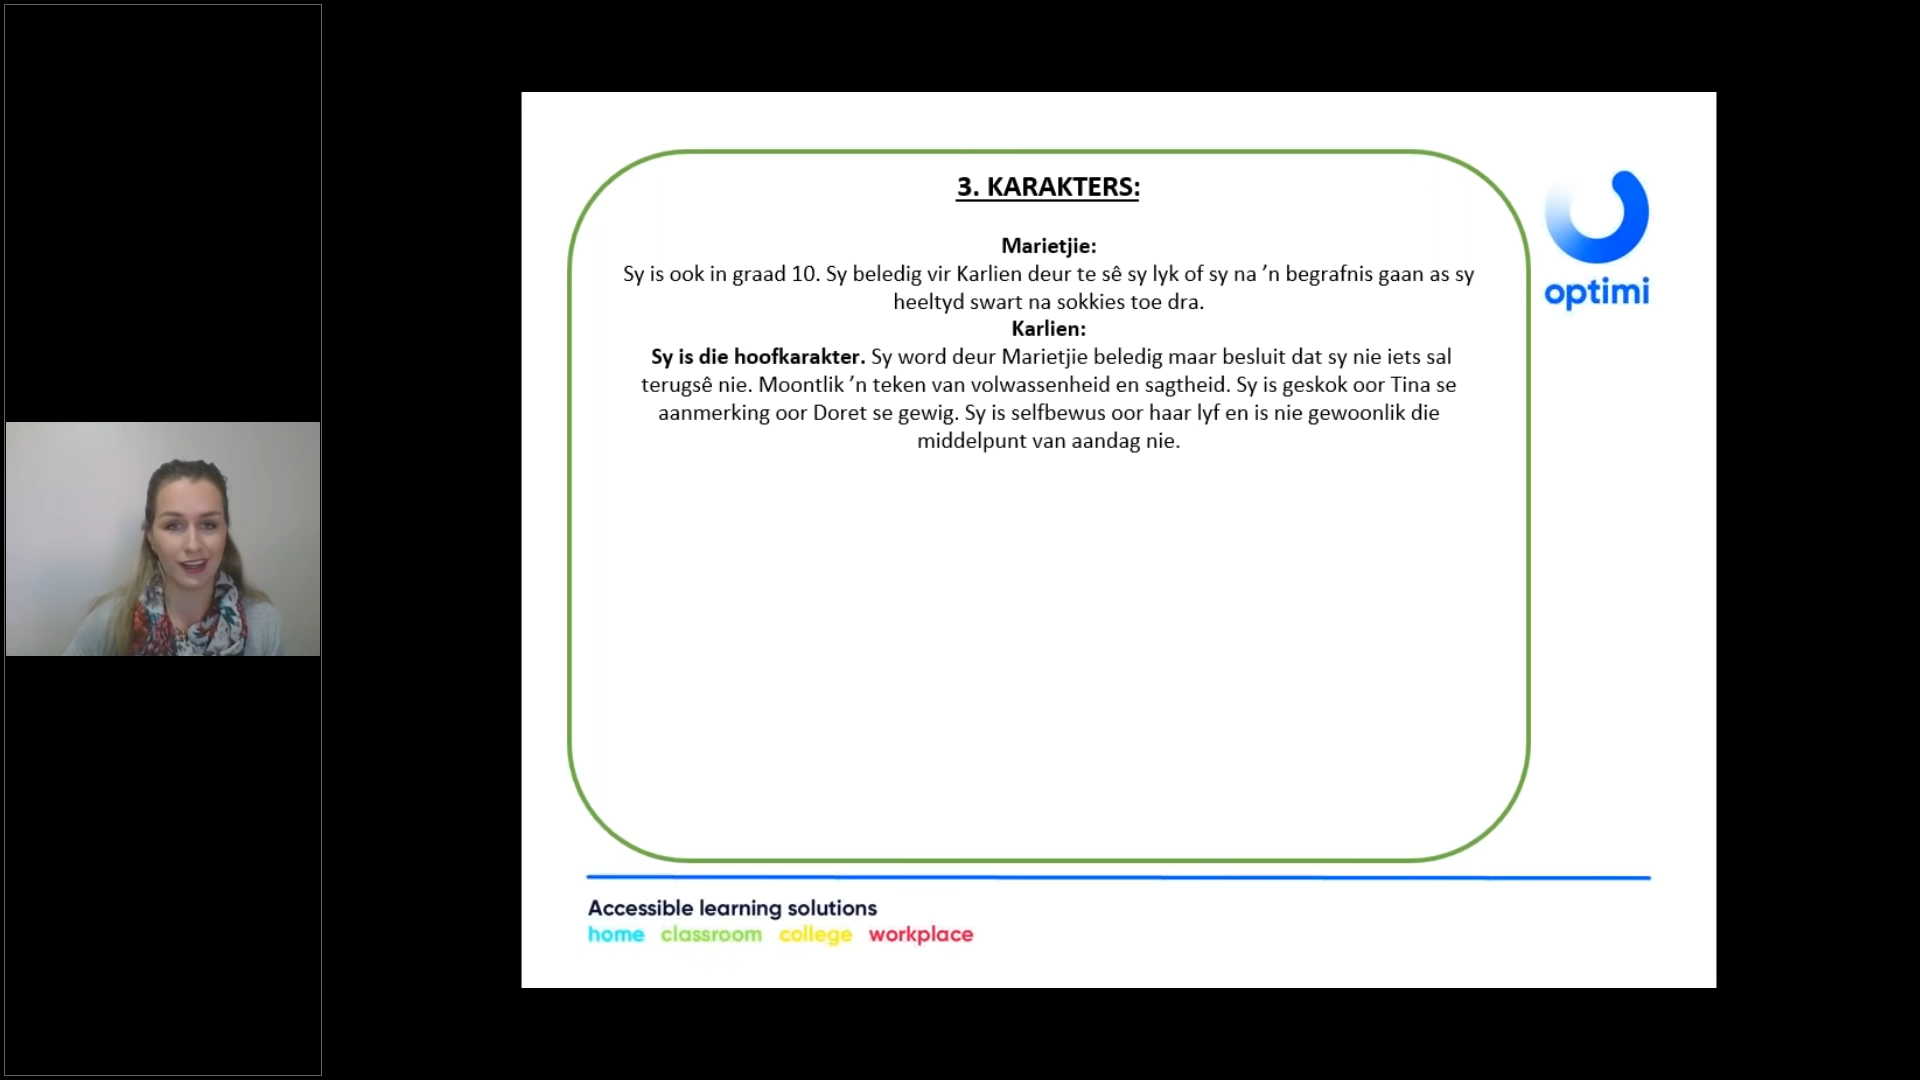 3. KARAKTERS:
Marietjie:
Sy is ook in graad 10. Sy beledig vir Karlien deur te sê sy lyk of sy na ’n begrafnis gaan as sy
heeltyd swart na sokkies toe dra.
Karlien:
Sy is die hoofkarakter. Sy word deur Marietjie beledig maar besluit dat sy nie iets sal
terugsê nie. Moontlik ’n teken van volwassenheid en sagtheid. Sy is geskok oor Tina se
aanmerking oor Doret se gewig. Sy is selfbewus oor haar lyf en is nie gewoonlik die
middelpunt van aandag nie.
optimi
Accessible learning solutions
home classroom college workplace